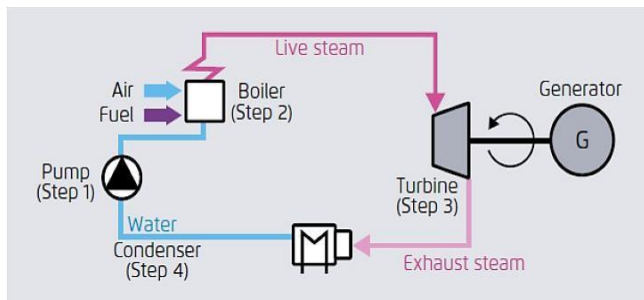 Live steam
Air
Fuel
Boiler
(Step 2)
Generator
G
Pump
(Step 1)
Turbine
(Step 3)
Water
Condenser
(Step 4)
Exhaust steam